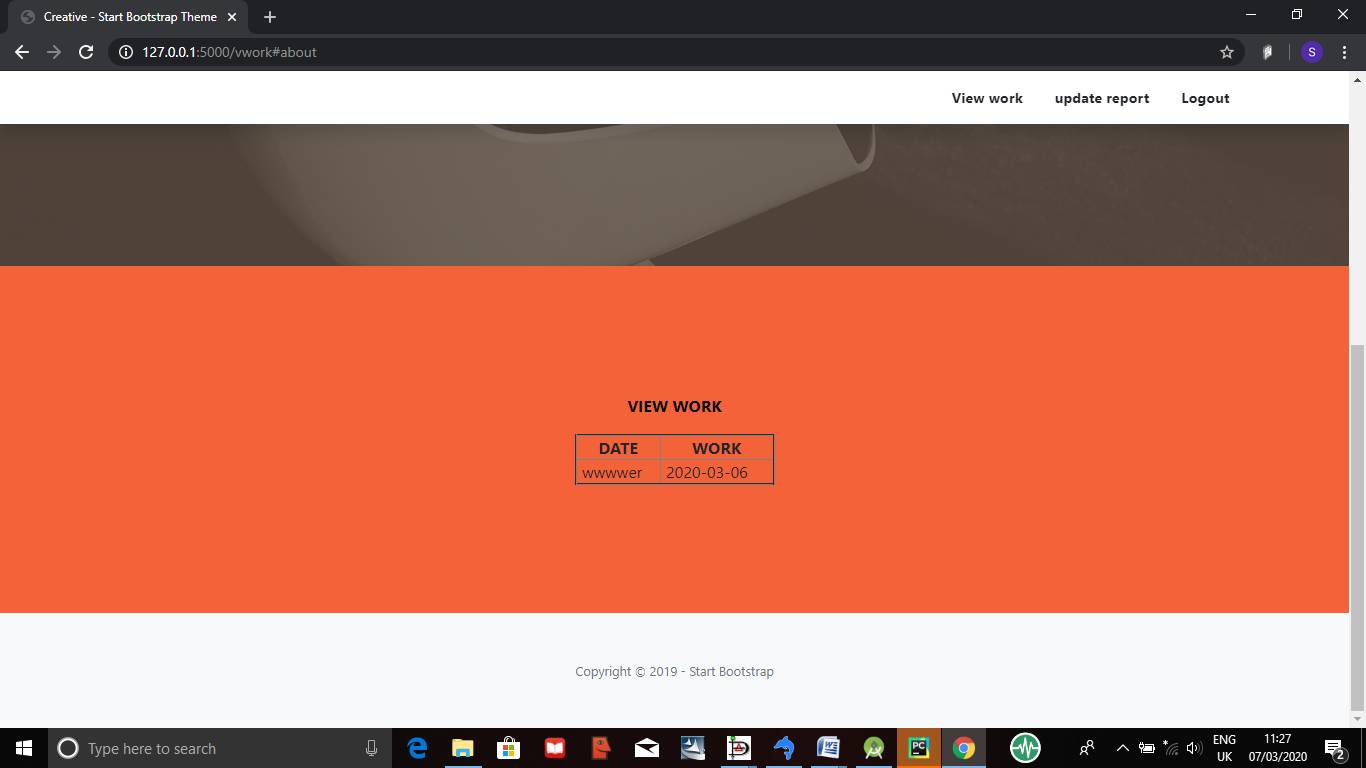 Creative - Start Bootstrap Theme
127.0.0.1:5000/vwork#about
S
View work update report Logout
VIEW WORK
DATE WORK
wwwwer 2020-03-06
Copyright © 2019 - Start Bootstrap
Type here to search
PC
ENG
UK
11:27
07/03/2020
2